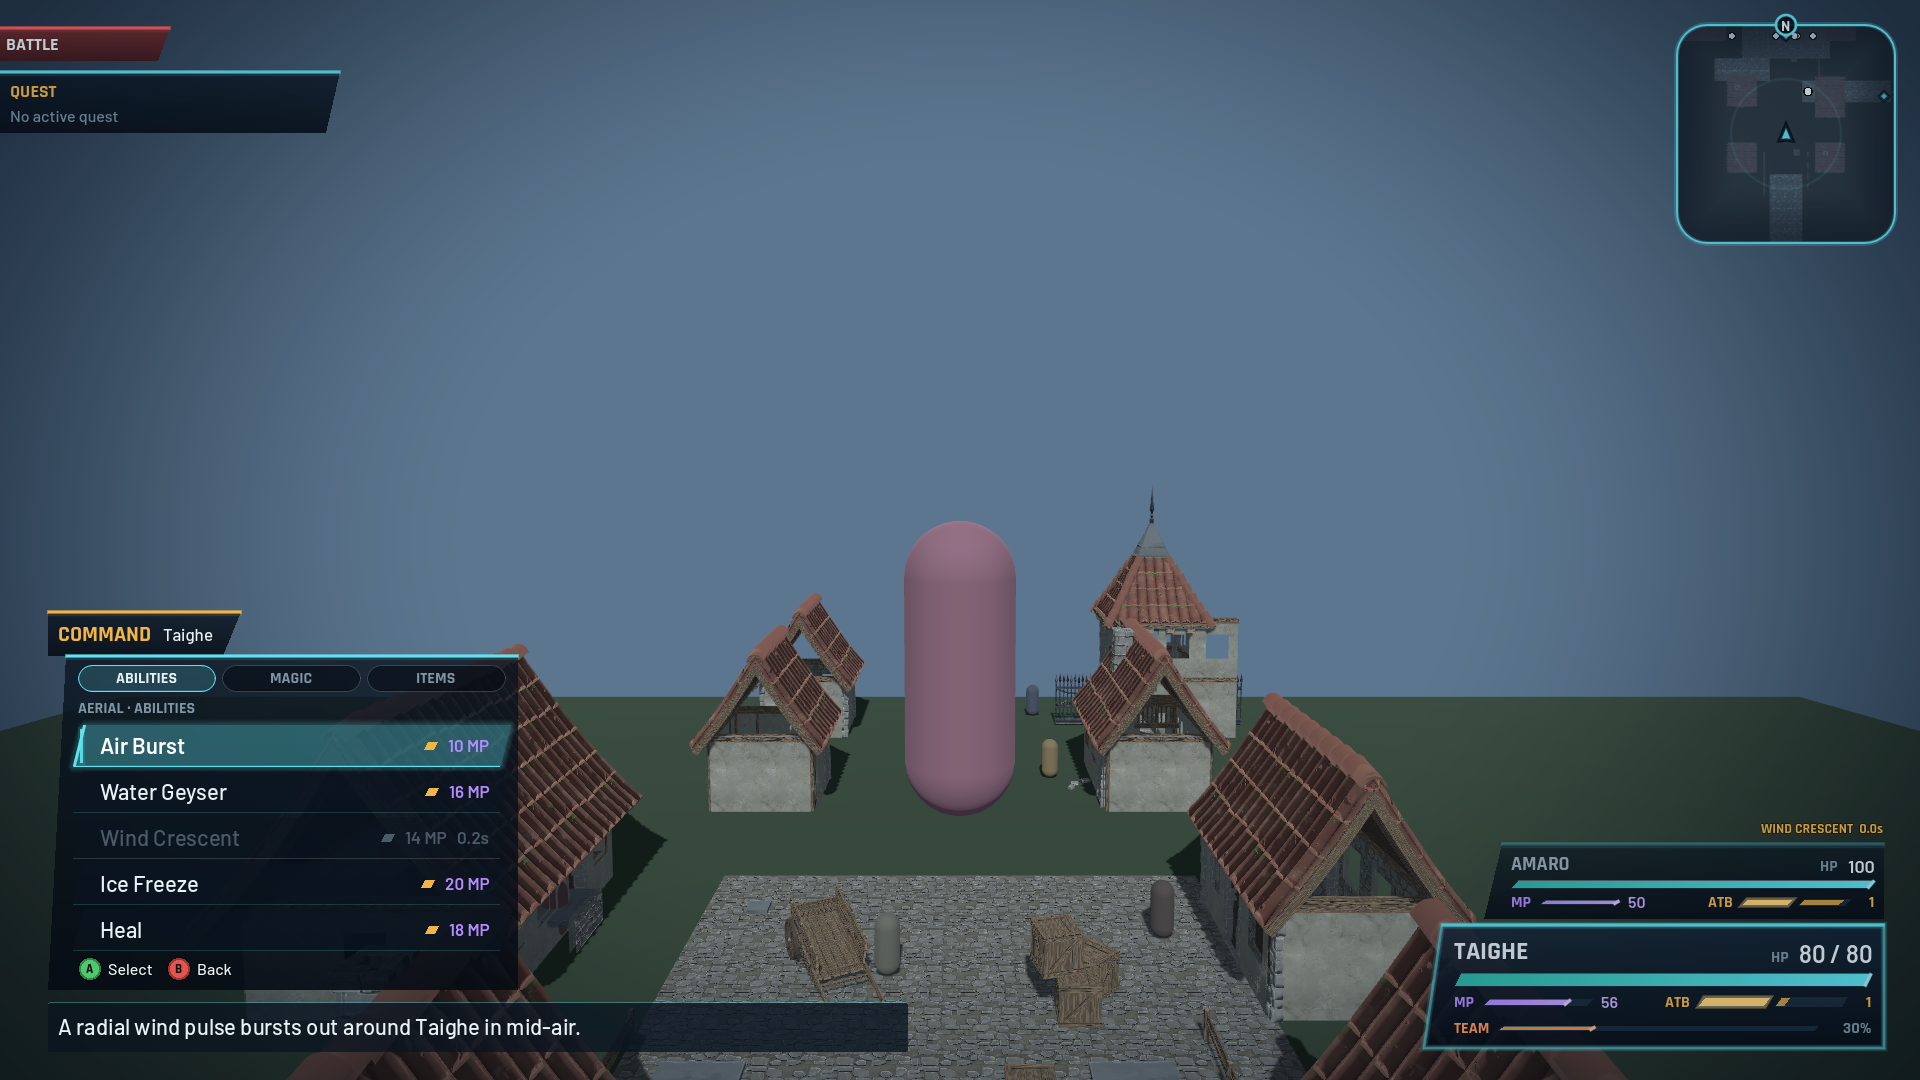 BATTLE
QUEST
No active quest
N
COMMAND Taighe
ABILITIES MAGIC ITEMS
AERIAL · ABILITIES
Air Burst 10 MP
Water Geyser 16 MP
Wind Crescent 14 MP 0.2s
Ice Freeze 20 MP
Heal 18 MP
A Select B Back
A radial wind pulse bursts out around Taighe in mid-air.
WIND CRESCENT 0.0s
AMARO HP 100
MP 50 ATB 1
TAIGHE HP 80 / 80
MP 56 ATB 1
TEAM 30%